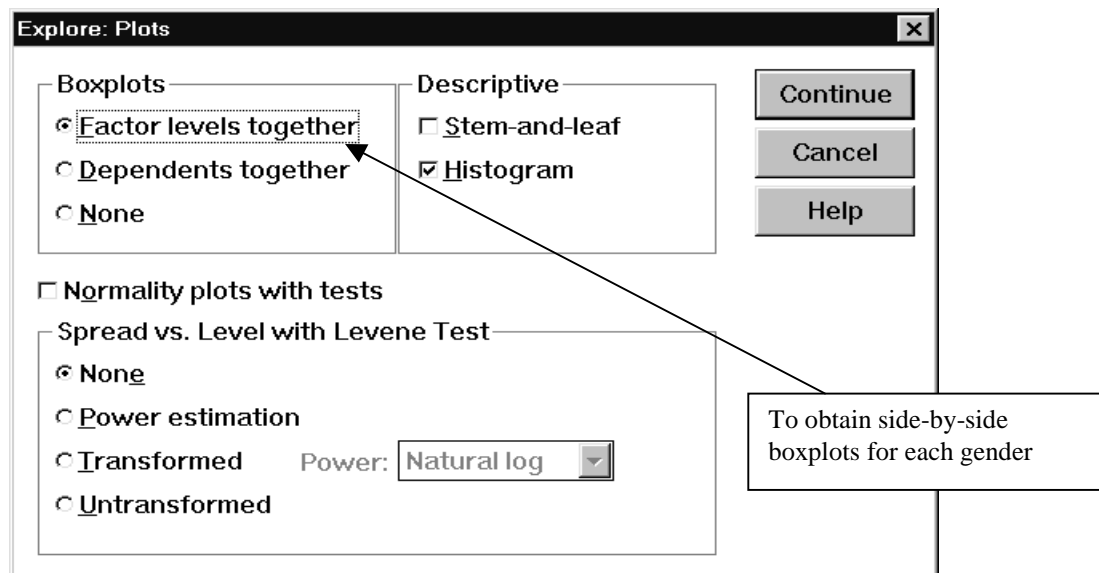 Explore: Plots
Boxplots
Factor levels together
Dependents together
None
Descriptive
Stem-and-leaf
Histogram
Continue
Cancel
Help
Normality plots with tests
Spread vs. Level with Levene Test
None
Power estimation
Transformed Power: Natural log
Untransformed
To obtain side-by-side
boxplots for each gender